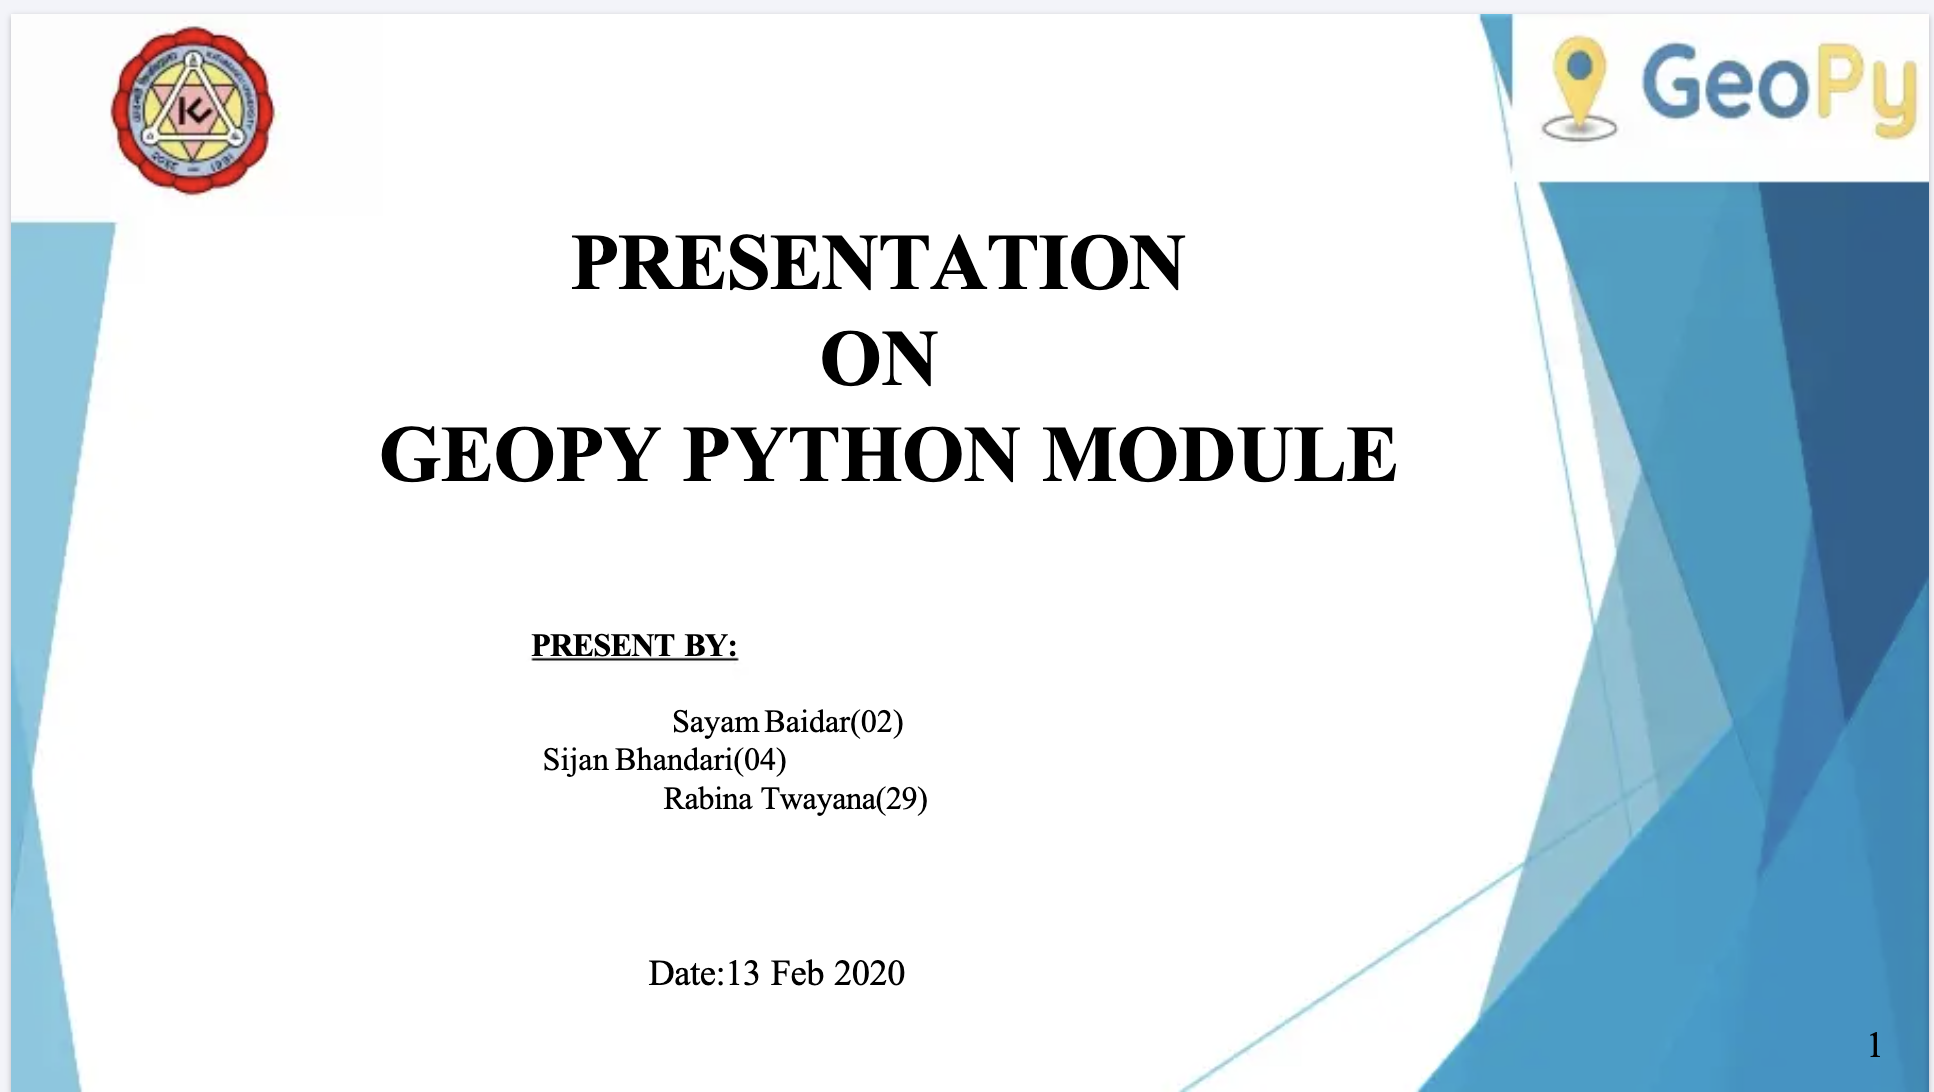 GeoPy
PRESENTATION
ON
GEOPY PYTHON MODULE
PRESENT BY:
Sayam Baidar(02)
Sijan Bhandari(04)
Rabina Twayana(29)
Date:13 Feb 2020
1